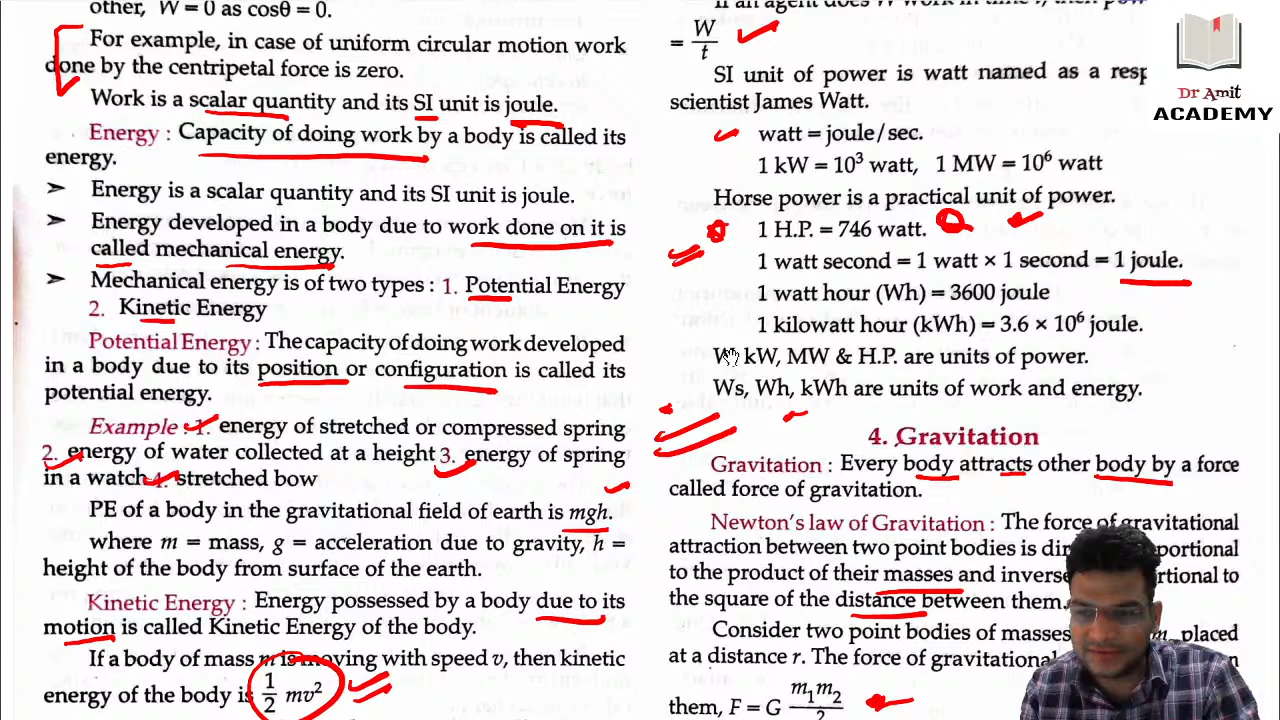 other, W = 0 as cosθ = 0.
For example, in case of uniform circular motion work
done by the centripetal force is zero.
Work is a scalar quantity and its SI unit is joule.
Energy : Capacity of doing work by a body is called its
energy.
➤ Energy is a scalar quantity and its SI unit is joule.
➤ Energy developed in a body due to work done on it is
called mechanical energy.
➤ Mechanical energy is of two types : 1. Potential Energy
2. Kinetic Energy
Potential Energy : The capacity of doing work developed
in a body due to its position or configuration is called its
potential energy.
Example : 1. energy of stretched or compressed spring
2. energy of water collected at a height 3. energy of spring
in a watch 4. stretched bow
PE of a body in the gravitational field of earth is mgh.
where m = mass, g = acceleration due to gravity, h =
height of the body from surface of the earth.
Kinetic Energy : Energy possessed by a body due to its
motion is called Kinetic Energy of the body.
If a body of mass m is moving with speed v, then kinetic
energy of the body is 1/2 mv²
If an agent does W work in time t, then
= W/t
SI unit of power is watt named as a
scientist James Watt.
watt = joule/sec.
1 kW = 10³ watt, 1 MW = 10⁶ watt
Horse power is a practical unit of power.
1 H.P. = 746 watt.
1 watt second = 1 watt × 1 second = 1 joule.
1 watt hour (Wh) = 3600 joule
1 kilowatt hour (kWh) = 3.6 × 10⁶ joule.
W, kW, MW & H.P. are units of power.
Ws, Wh, kWh are units of work and energy.
4. Gravitation
Gravitation : Every body attracts other body by a force
called force of gravitation.
Newton's law of Gravitation : The force of gravitational
attraction between two point bodies is
to the product of their masses and to
the square of the distance between them.
Consider two point bodies of masses placed
at a distance r. The force of
them, F = G m₁m₂
Dr Amit
ACADEMY